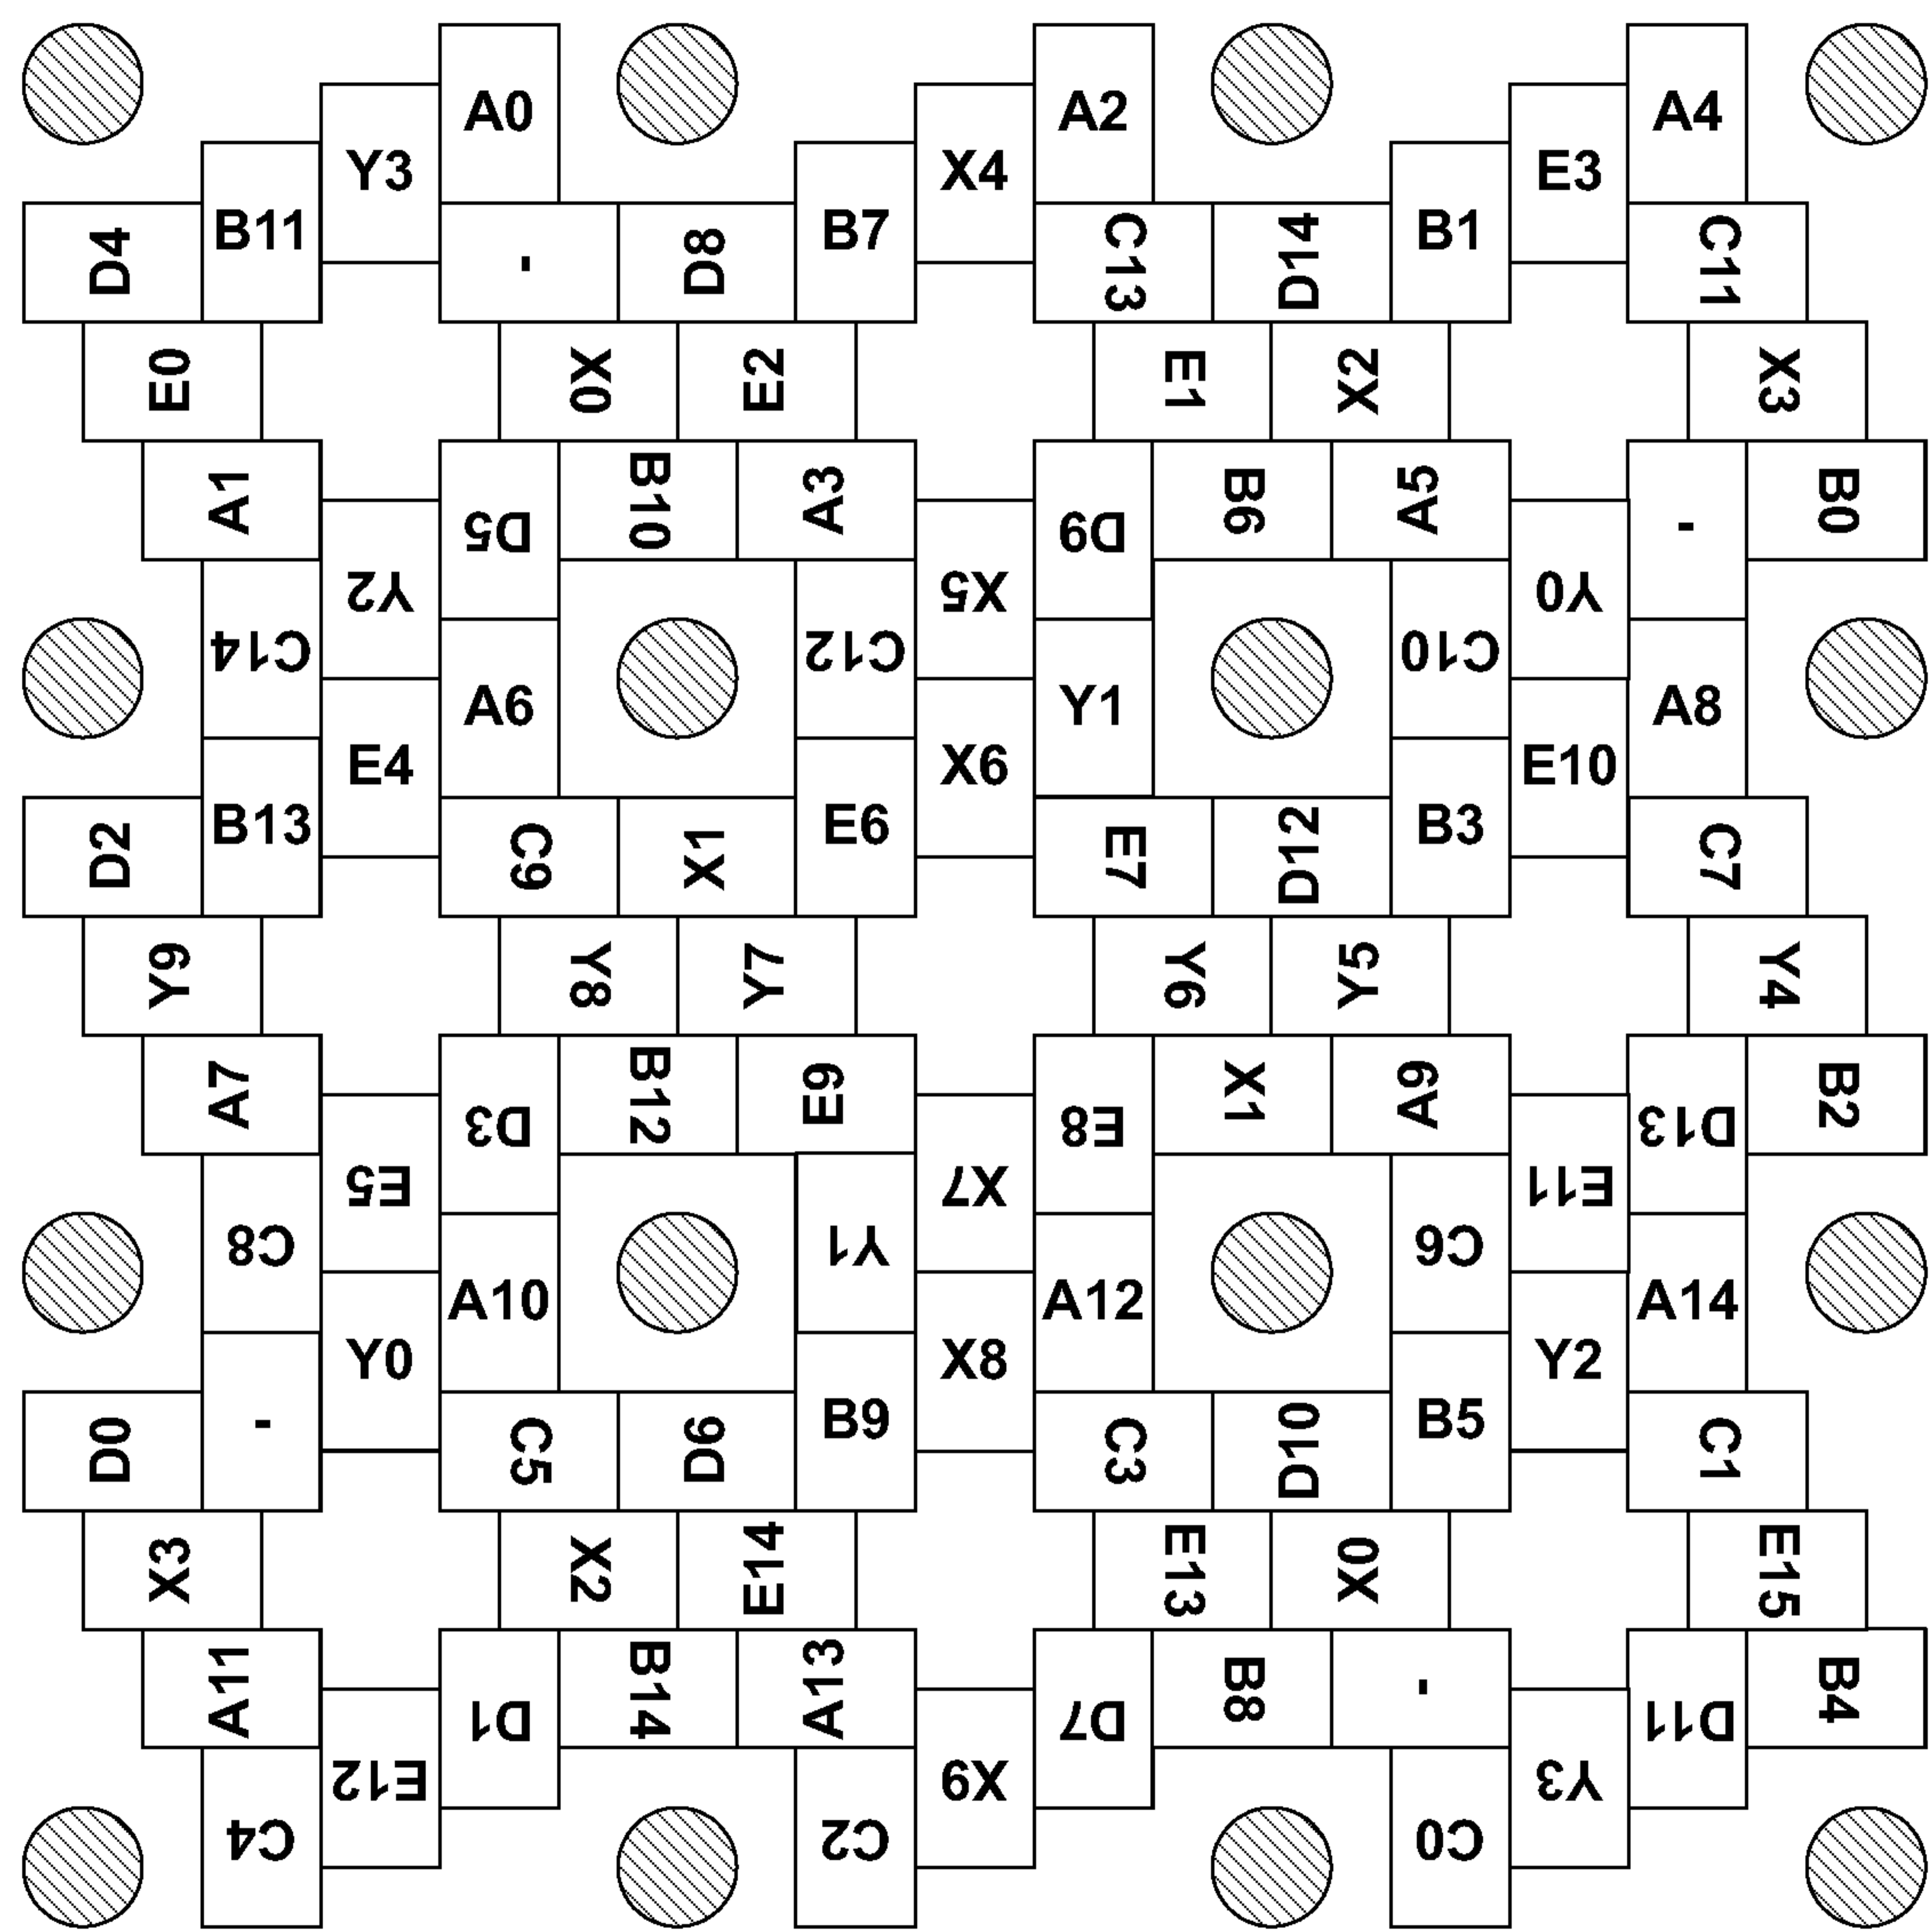 A0 A2 A4
Y3 X4 E3
B11 B7 B1
D4 - D8 C13 D14 C11
E0 X0 E2 E1 X2 X3
A1 D5 B10 A3 D9 B6 A5 - B0
Y2 X5 Y0
C14 C12 C10
A6 Y1 A8
E4 X6 E10
B13 E6 B3
D2 C9 X1 E7 D12 C7
Y9 Y8 Y7 Y6 Y5 Y4
A7 D3 B12 E9 E8 X1 A9 D13 B2
E5 X7 E11
C8 Y1 C6
A10 A12 A14
Y0 X8 Y2
- B9 B5
D0 C5 D6 C3 D10 C1
X3 X2 E14 E13 X0 E15
A11 D1 B14 A13 D7 B8 - D11 B4
E12 X9 Y3
C4 C2 C0